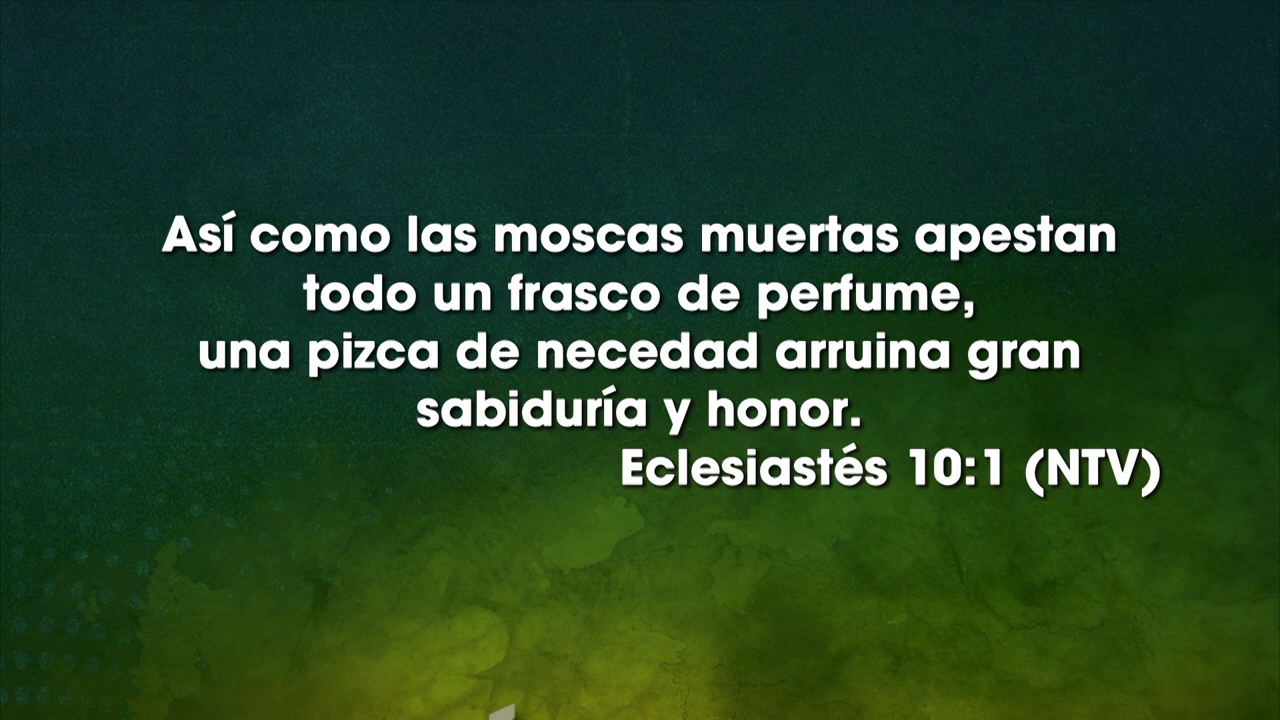 Así como las moscas muertas apestan
todo un frasco de perfume,
una pizca de necedad arruina gran
sabiduría y honor.
Eclesiastés 10:1 (NTV)